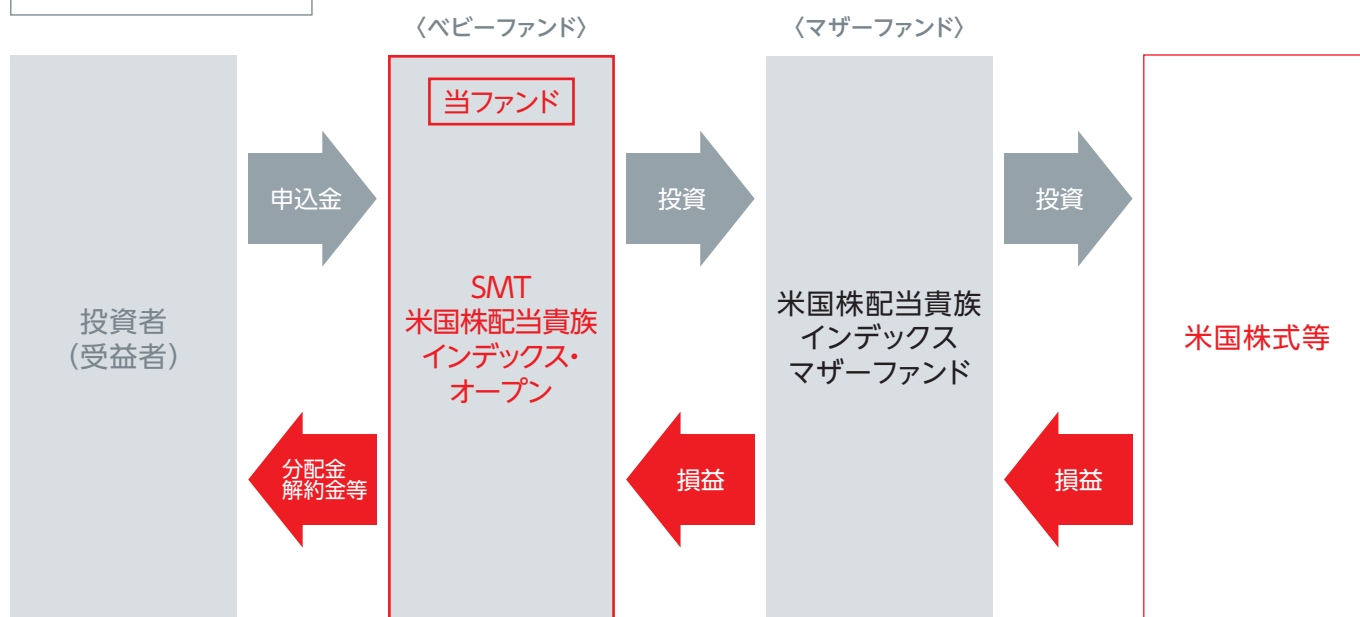 〈ベビーファンド〉
〈マザーファンド〉
当ファンド
申込金
投資
投資
投資者
(受益者)
SMT
米国株配当貴族
インデックス・
オープン
米国株配当貴族
インデックス
マザーファンド
米国株式等
分配金
解約金等
損益
損益